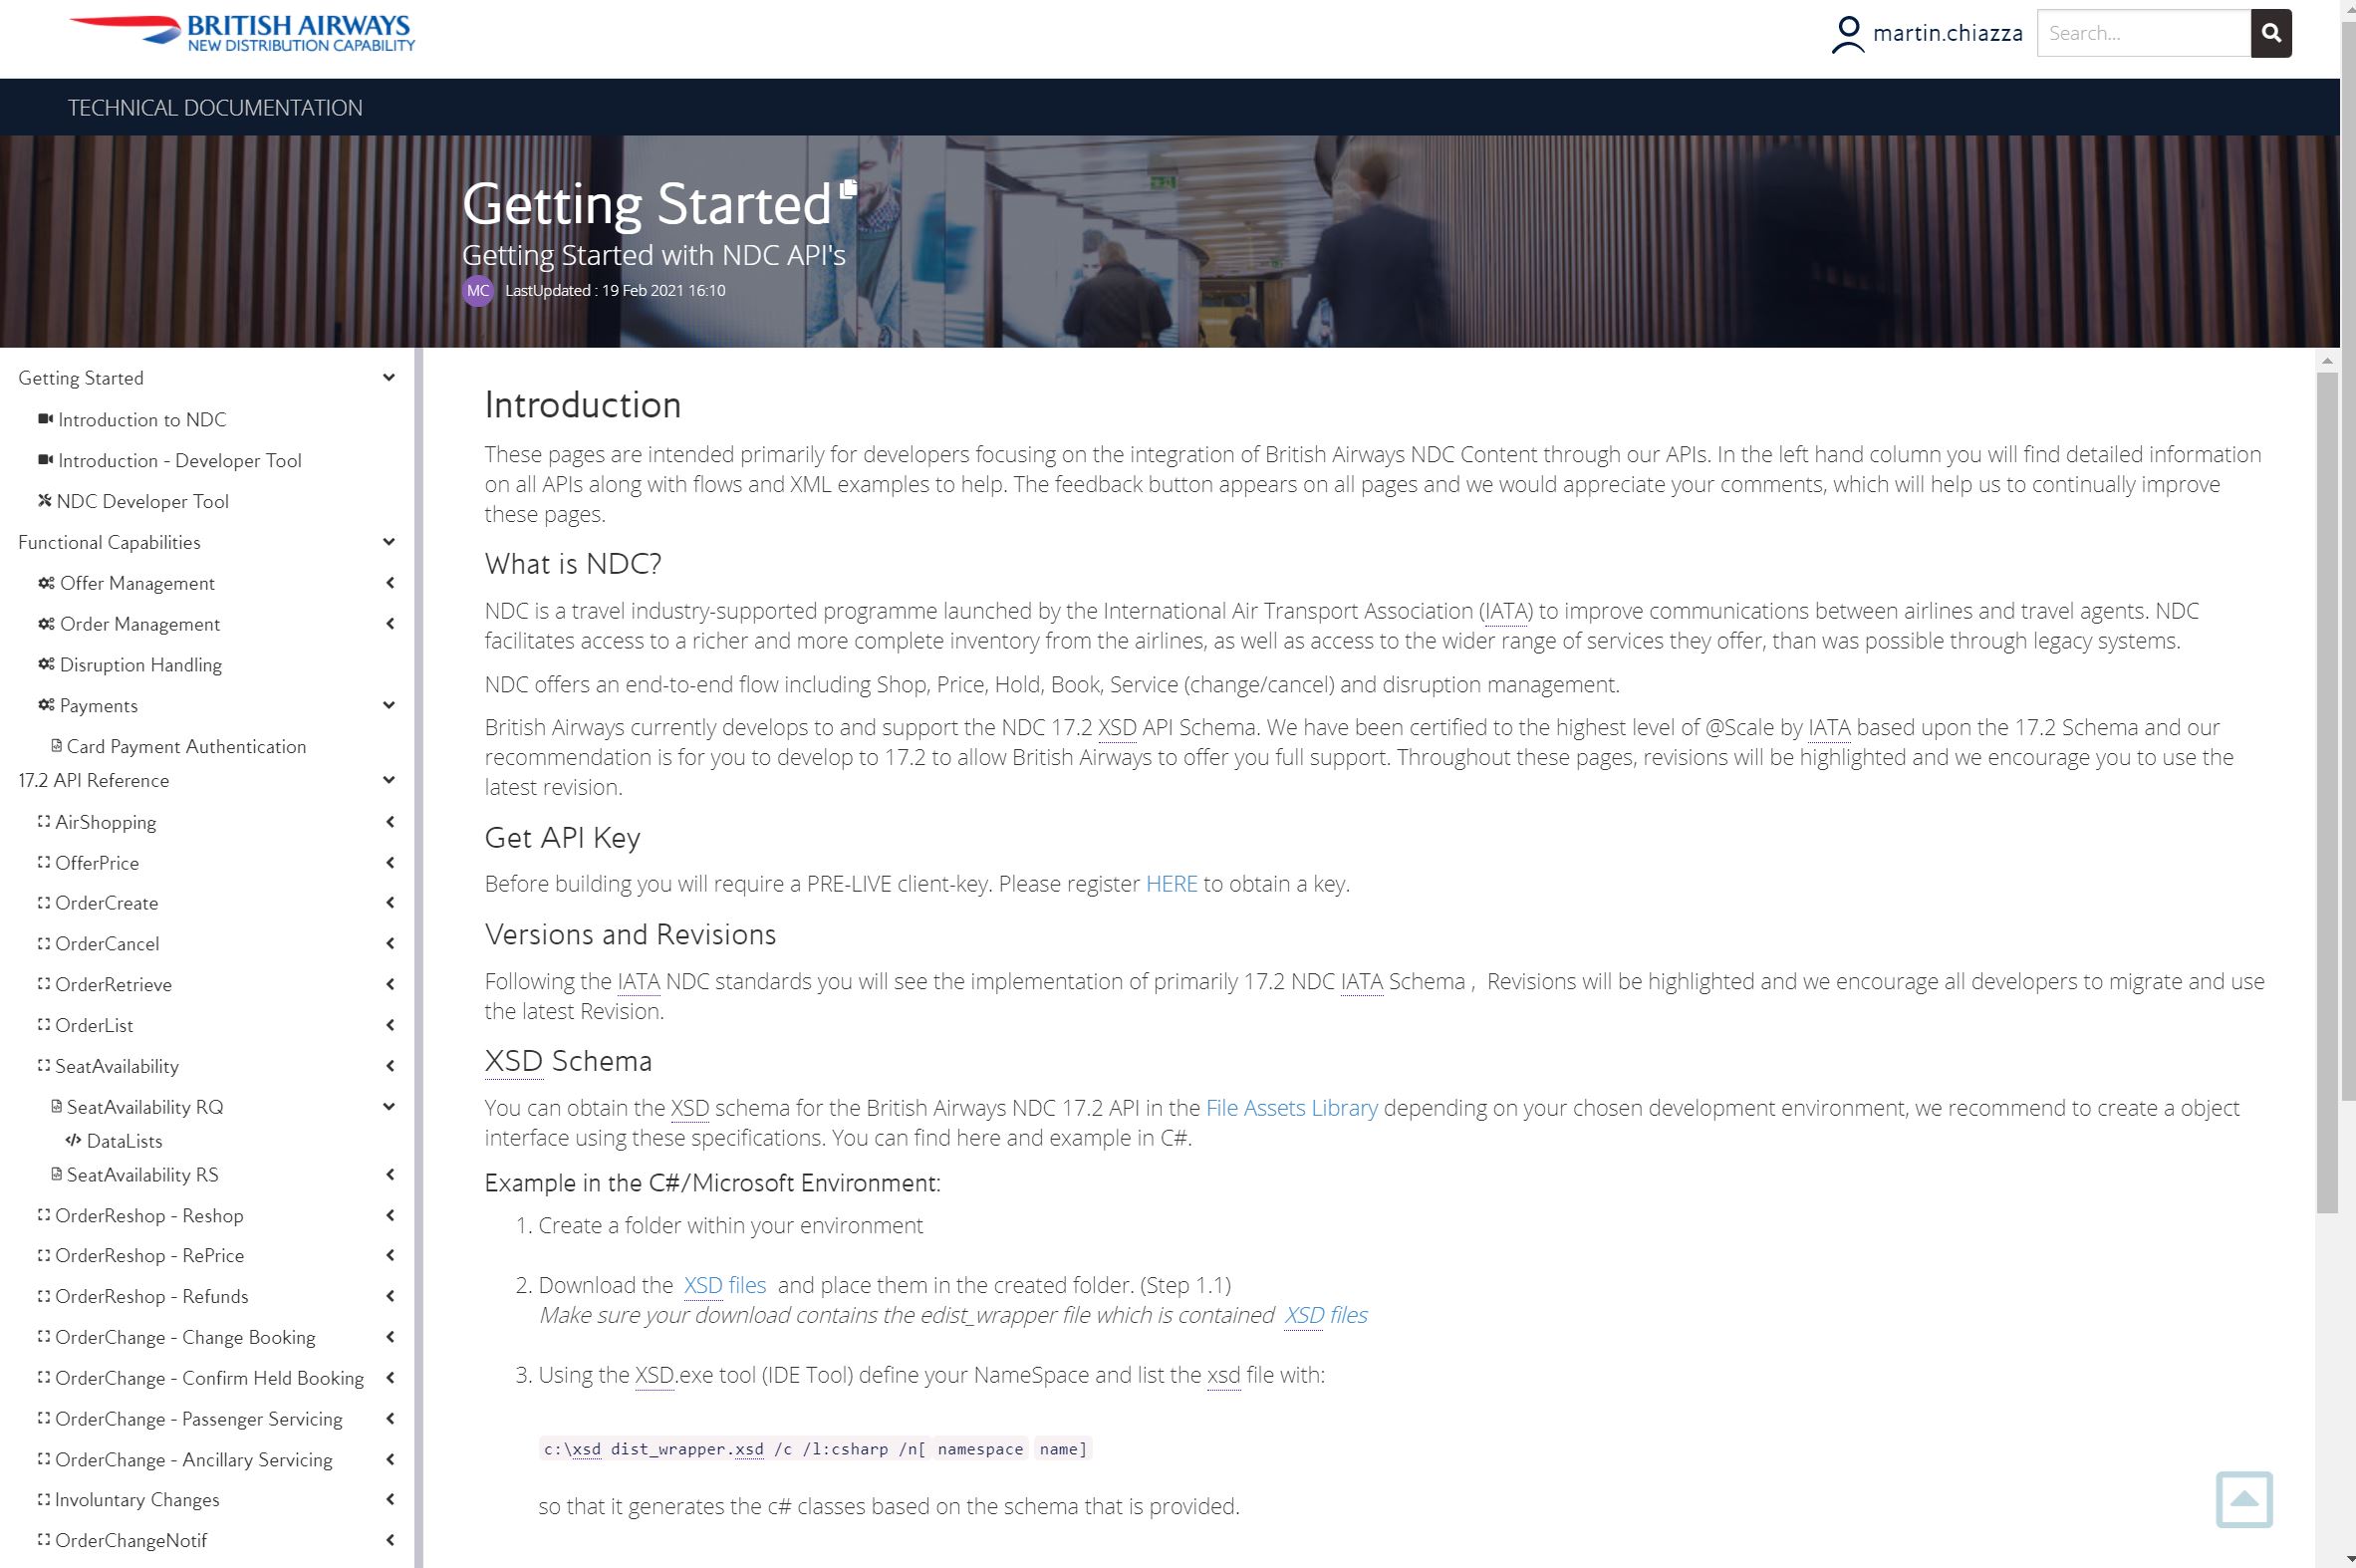 BRITISH AIRWAYS
NEW DISTRIBUTION CAPABILITY
martin.chiazza
Search...
TECHNICAL DOCUMENTATION
Getting Started
Getting Started with NDC API's
MC LastUpdated : 19 Feb 2021 16:10
Getting Started
Introduction to NDC
Introduction - Developer Tool
NDC Developer Tool
Functional Capabilities
Offer Management
Order Management
Disruption Handling
Payments
Card Payment Authentication
17.2 API Reference
AirShopping
OfferPrice
OrderCreate
OrderCancel
OrderRetrieve
OrderList
SeatAvailability
SeatAvailability RQ
DataLists
SeatAvailability RS
OrderReshop - Reshop
OrderReshop - RePrice
OrderReshop - Refunds
OrderChange - Change Booking
OrderChange - Confirm Held Booking
OrderChange - Passenger Servicing
OrderChange - Ancillary Servicing
Involuntary Changes
OrderChangeNotif
Introduction
These pages are intended primarily for developers focusing on the integration of British Airways NDC Content through our APIs. In the left hand column you will find detailed information
on all APIs along with flows and XML examples to help. The feedback button appears on all pages and we would appreciate your comments, which will help us to continually improve
these pages.
What is NDC?
NDC is a travel industry-supported programme launched by the International Air Transport Association (IATA) to improve communications between airlines and travel agents. NDC
facilitates access to a richer and more complete inventory from the airlines, as well as access to the wider range of services they offer, than was possible through legacy systems.
NDC offers an end-to-end flow including Shop, Price, Hold, Book, Service (change/cancel) and disruption management.
British Airways currently develops to and support the NDC 17.2 XSD API Schema. We have been certified to the highest level of @Scale by IATA based upon the 17.2 Schema and our
recommendation is for you to develop to 17.2 to allow British Airways to offer you full support. Throughout these pages, revisions will be highlighted and we encourage you to use the
latest revision.
Get API Key
Before building you will require a PRE-LIVE client-key. Please register HERE to obtain a key.
Versions and Revisions
Following the IATA NDC standards you will see the implementation of primarily 17.2 NDC IATA Schema , Revisions will be highlighted and we encourage all developers to migrate and use
the latest Revision.
XSD Schema
You can obtain the XSD schema for the British Airways NDC 17.2 API in the File Assets Library depending on your chosen development environment, we recommend to create a object
interface using these specifications. You can find here and example in C#.
Example in the C#/Microsoft Environment:
1. Create a folder within your environment
2. Download the XSD files and place them in the created folder. (Step 1.1)
Make sure your download contains the edist_wrapper file which is contained XSD files
3. Using the XSD.exe tool (IDE Tool) define your NameSpace and list the xsd file with:
c:\xsd dist_wrapper.xsd /c /l:csharp /n[ namespace name]
so that it generates the c# classes based on the schema that is provided.